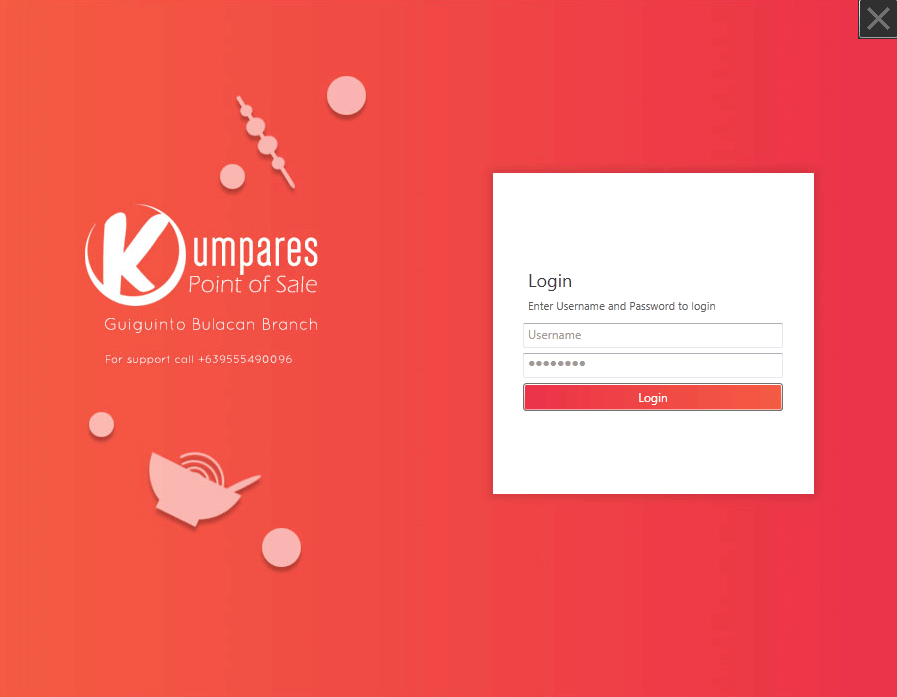 Kumpares
Point of Sale
Guiguinto Bulacan Branch
For support call +639555490096
Login
Enter Username and Password to login
Username
●●●●●●●●
Login